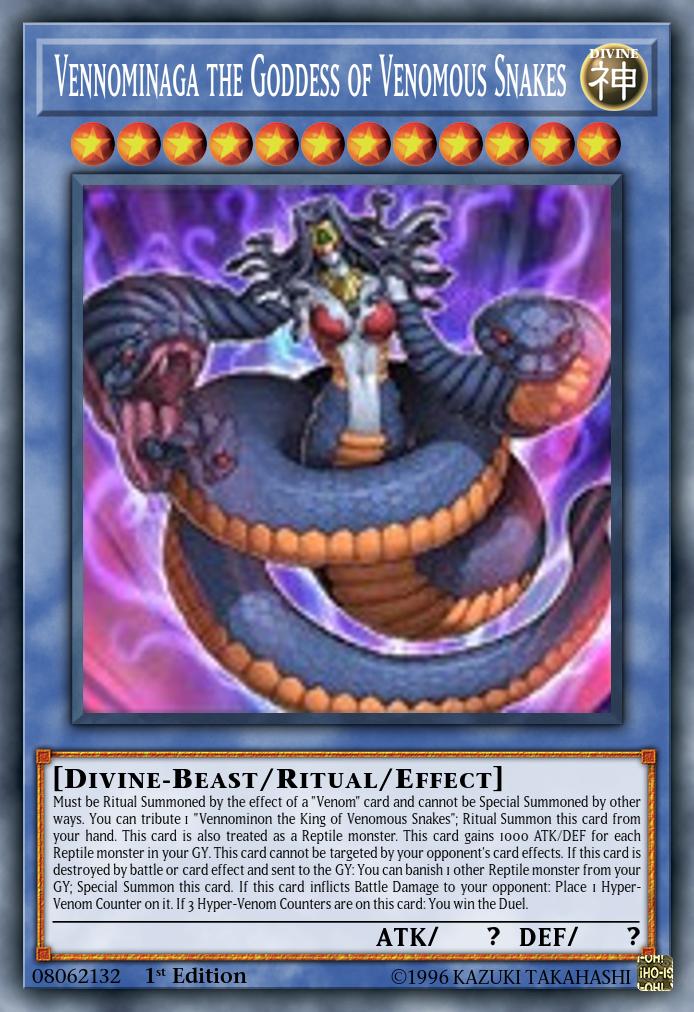 Vennominaga the Goddess of Venomous Snakes
DIVINE
神
[Divine-Beast/Ritual/Effect]
Must be Ritual Summoned by the effect of a "Venom" card and cannot be Special Summoned by other
ways. You can tribute 1 "Vennominon the King of Venomous Snakes"; Ritual Summon this card from
your hand. This card is also treated as a Reptile monster. This card gains 1000 ATK/DEF for each
Reptile monster in your GY. This card cannot be targeted by your opponent's card effects. If this card is
destroyed by battle or card effect and sent to the GY: You can banish 1 other Reptile monster from your
GY; Special Summon this card. If this card inflicts Battle Damage to your opponent: Place 1 Hyper-
Venom Counter on it. If 3 Hyper-Venom Counters are on this card: You win the Duel.
ATK/ ? DEF/ ?
08062132 1st Edition ©1996 KAZUKI TAKAHASHI